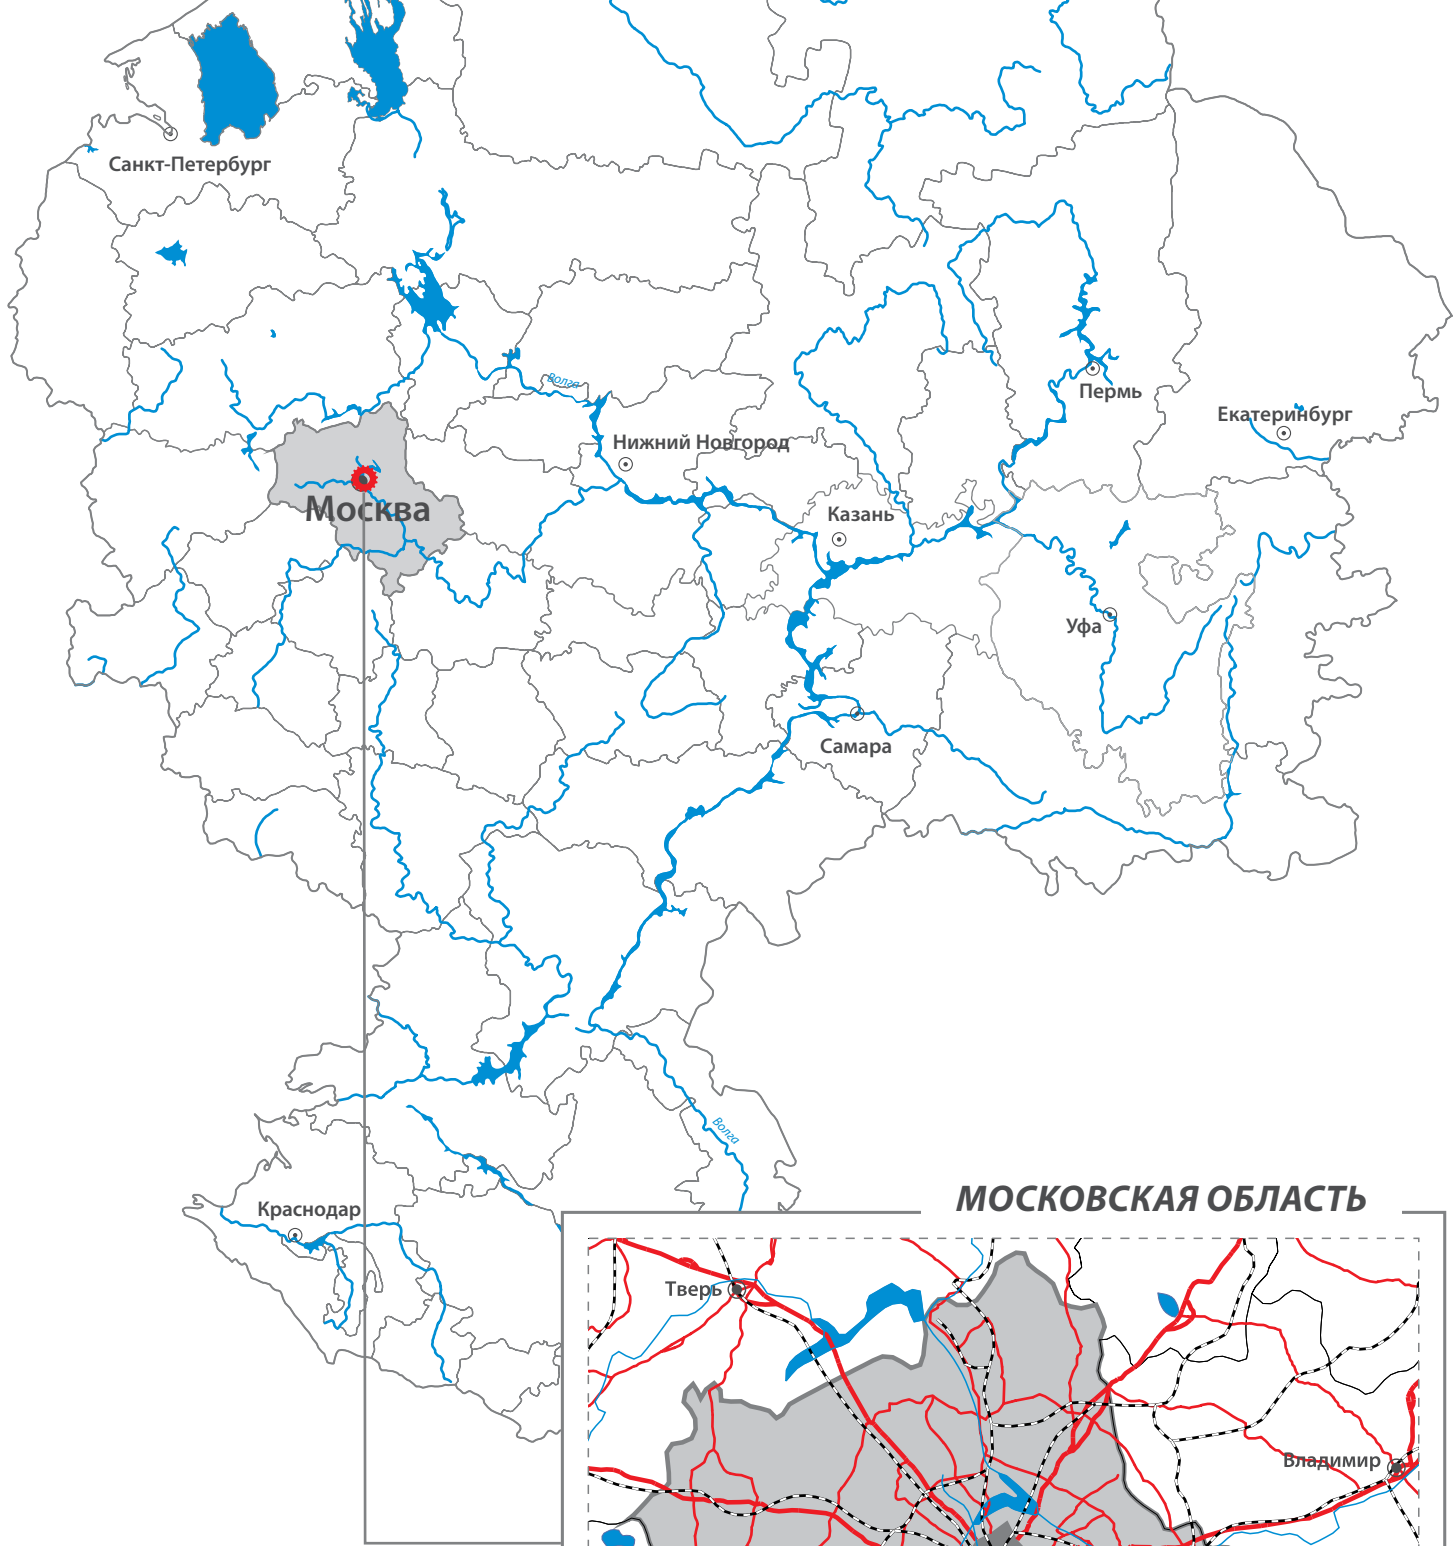 Санкт-Петербург
Волга
Пермь
Екатеринбург
Нижний Новгород
Москва
Казань
Уфа
Самара
Волга
МОСКОВСКАЯ ОБЛАСТЬ
Краснодар
Тверь
Владимир